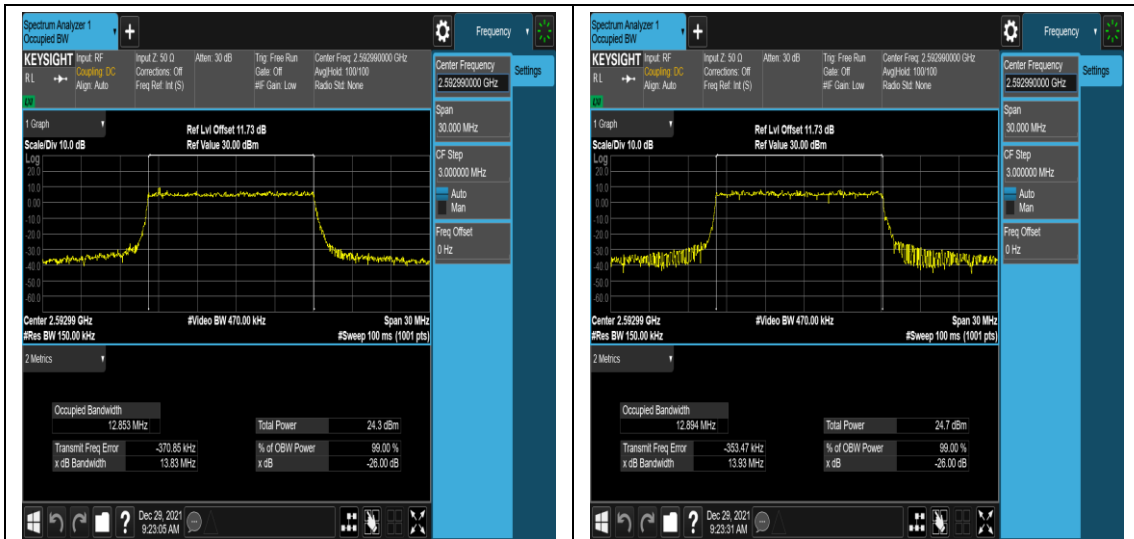 Spectrum Analyzer 1
Occupied BW
+
Frequency
KEYSIGHT
RL
Input: RF
Coupling: DC
Align: Auto
Input Z: 50 Ω
Corrections: Off
Freq Ref: Int (S)
Atten: 30 dB
Trig: Free Run
Gate: Off
#IF Gain: Low
Center Freq: 2.592990000 GHz
Avg|Hold: 100/100
Radio Std: None
Center Frequency
2.592990000 GHz
Settings
Span
30.000 MHz
CF Step
3.000000 MHz
Auto
Man
Freq Offset
0 Hz
1 Graph
Scale/Div 10.0 dB
Ref Lvl Offset 11.73 dB
Ref Value 30.00 dBm
Log
20.0
10.0
0.00
-10.0
-20.0
-30.0
-40.0
-50.0
-60.0
Center 2.59299 GHz
#Video BW 470.00 kHz
Span 30 MHz
#Res BW 150.00 kHz
#Sweep 100 ms (1001 pts)
2 Metrics
Occupied Bandwidth
12.853 MHz
Total Power 24.3 dBm
Transmit Freq Error -370.85 kHz
% of OBW Power 99.00 %
x dB Bandwidth 13.83 MHz
x dB -26.00 dB
?
Dec 29, 2021
9:23:05 AM
Spectrum Analyzer 1
Occupied BW
+
Frequency
KEYSIGHT
RL
Input: RF
Coupling: DC
Align: Auto
Input Z: 50 Ω
Corrections: Off
Freq Ref: Int (S)
Atten: 30 dB
Trig: Free Run
Gate: Off
#IF Gain: Low
Center Freq: 2.592990000 GHz
Avg|Hold: 100/100
Radio Std: None
Center Frequency
2.592990000 GHz
Settings
Span
30.000 MHz
CF Step
3.000000 MHz
Auto
Man
Freq Offset
0 Hz
1 Graph
Scale/Div 10.0 dB
Ref Lvl Offset 11.73 dB
Ref Value 30.00 dBm
Log
20.0
10.0
0.00
-10.0
-20.0
-30.0
-40.0
-50.0
-60.0
Center 2.59299 GHz
#Video BW 470.00 kHz
Span 30 MHz
#Res BW 150.00 kHz
#Sweep 100 ms (1001 pts)
2 Metrics
Occupied Bandwidth
12.894 MHz
Total Power 24.7 dBm
Transmit Freq Error -353.47 kHz
% of OBW Power 99.00 %
x dB Bandwidth 13.93 MHz
x dB -26.00 dB
?
Dec 29, 2021
9:23:31 AM